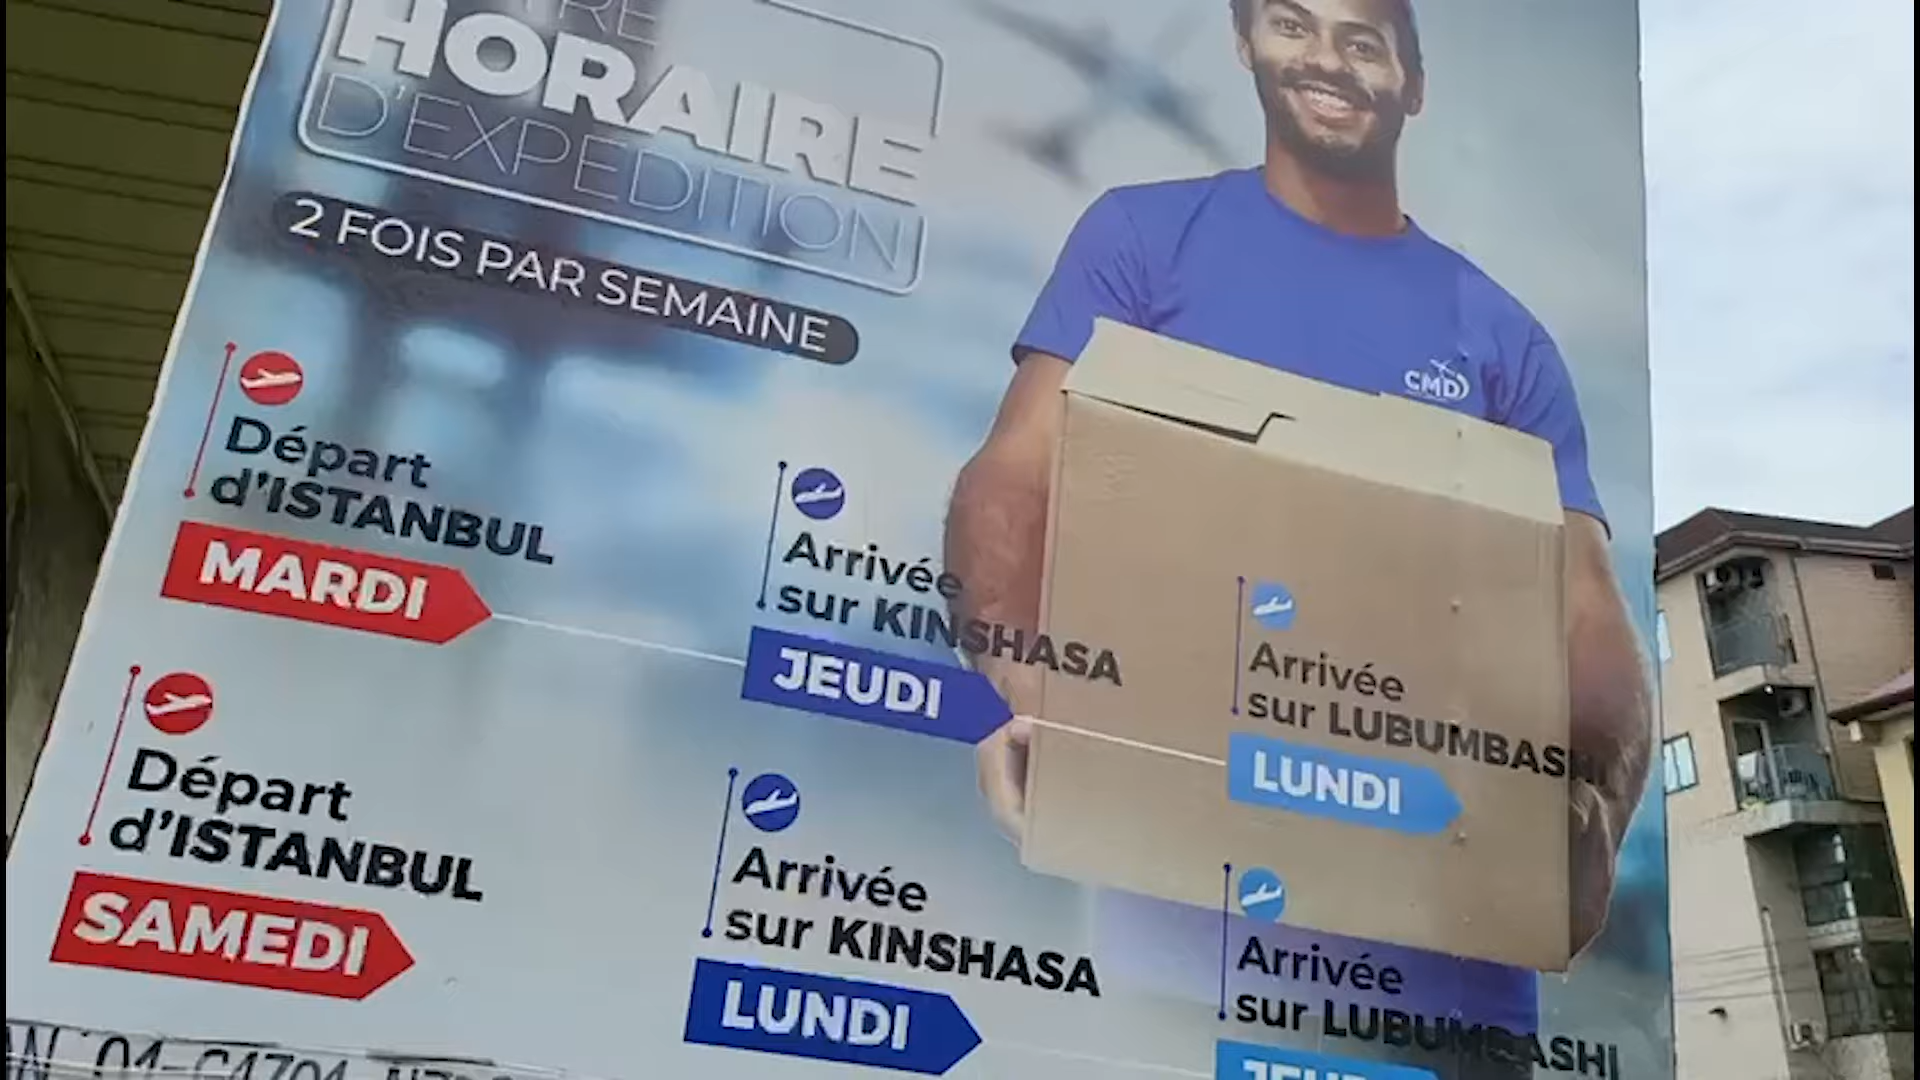 HORAIRE
D'EXPEDITION
2 FOIS PAR SEMAINE
CMD
Départ
d'ISTANBUL
MARDI
Arrivée
sur KINSHASA
JEUDI
Arrivée
sur LUBUMBASHI
LUNDI
Départ
d'ISTANBUL
SAMEDI
Arrivée
sur KINSHASA
LUNDI
Arrivée
sur LUBUMBASHI